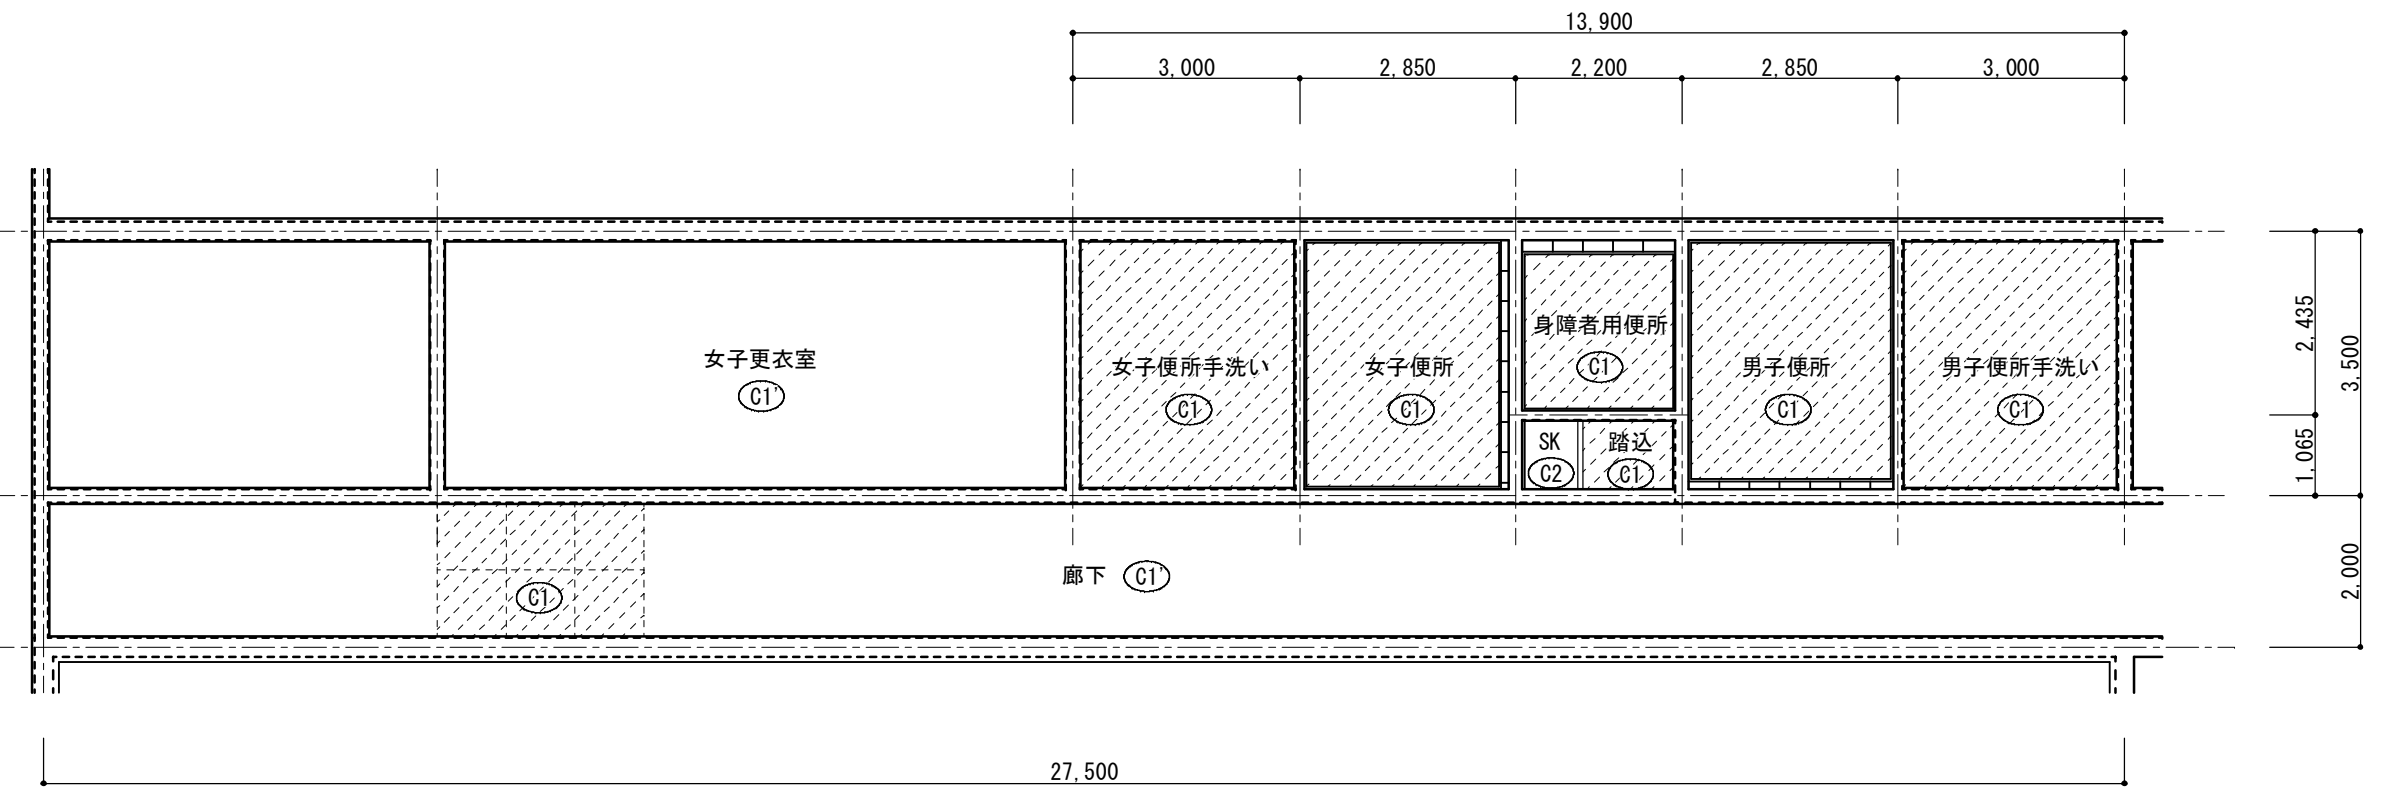 13,900
3,000
2,850
2,200
2,850
3,000
身障者用便所
C1
女子更衣室
C1'
女子便所手洗い
C1
女子便所
C1
男子便所
C1
男子便所手洗い
C1
SK
C2
踏込
C1
2,435
3,500
1,065
2,000
廊下 C1'
C1
27,500